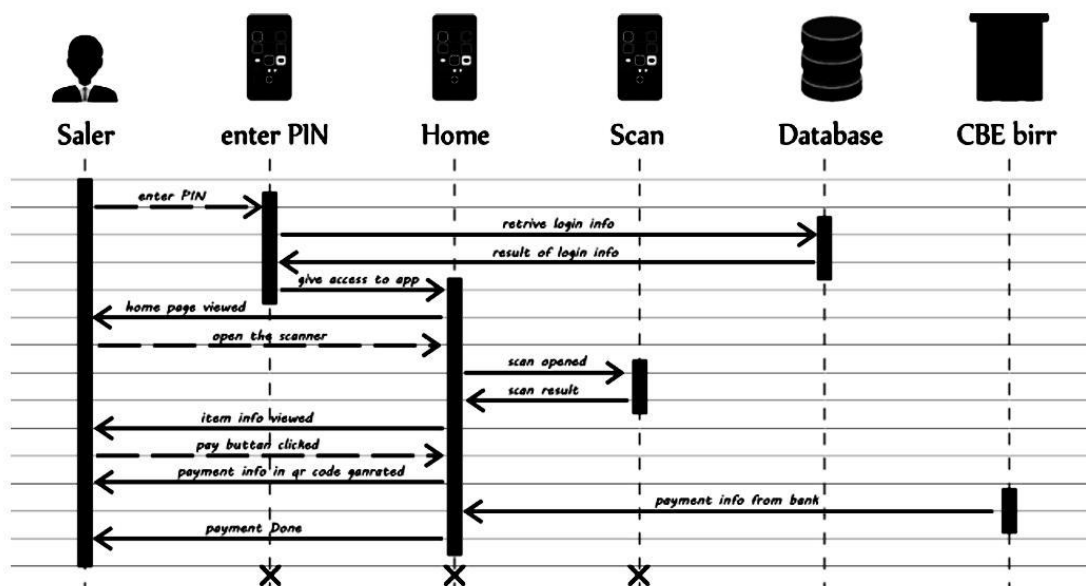 Saler
enter PIN
Home
Scan
Database
CBE birr
enter PIN
retrive login info
result of login info
give access to app
home page viewed
open the scanner
scan opened
scan result
item info viewed
pay buttan clicked
payment info in qr code ganrated
payment info from bank
payment Done